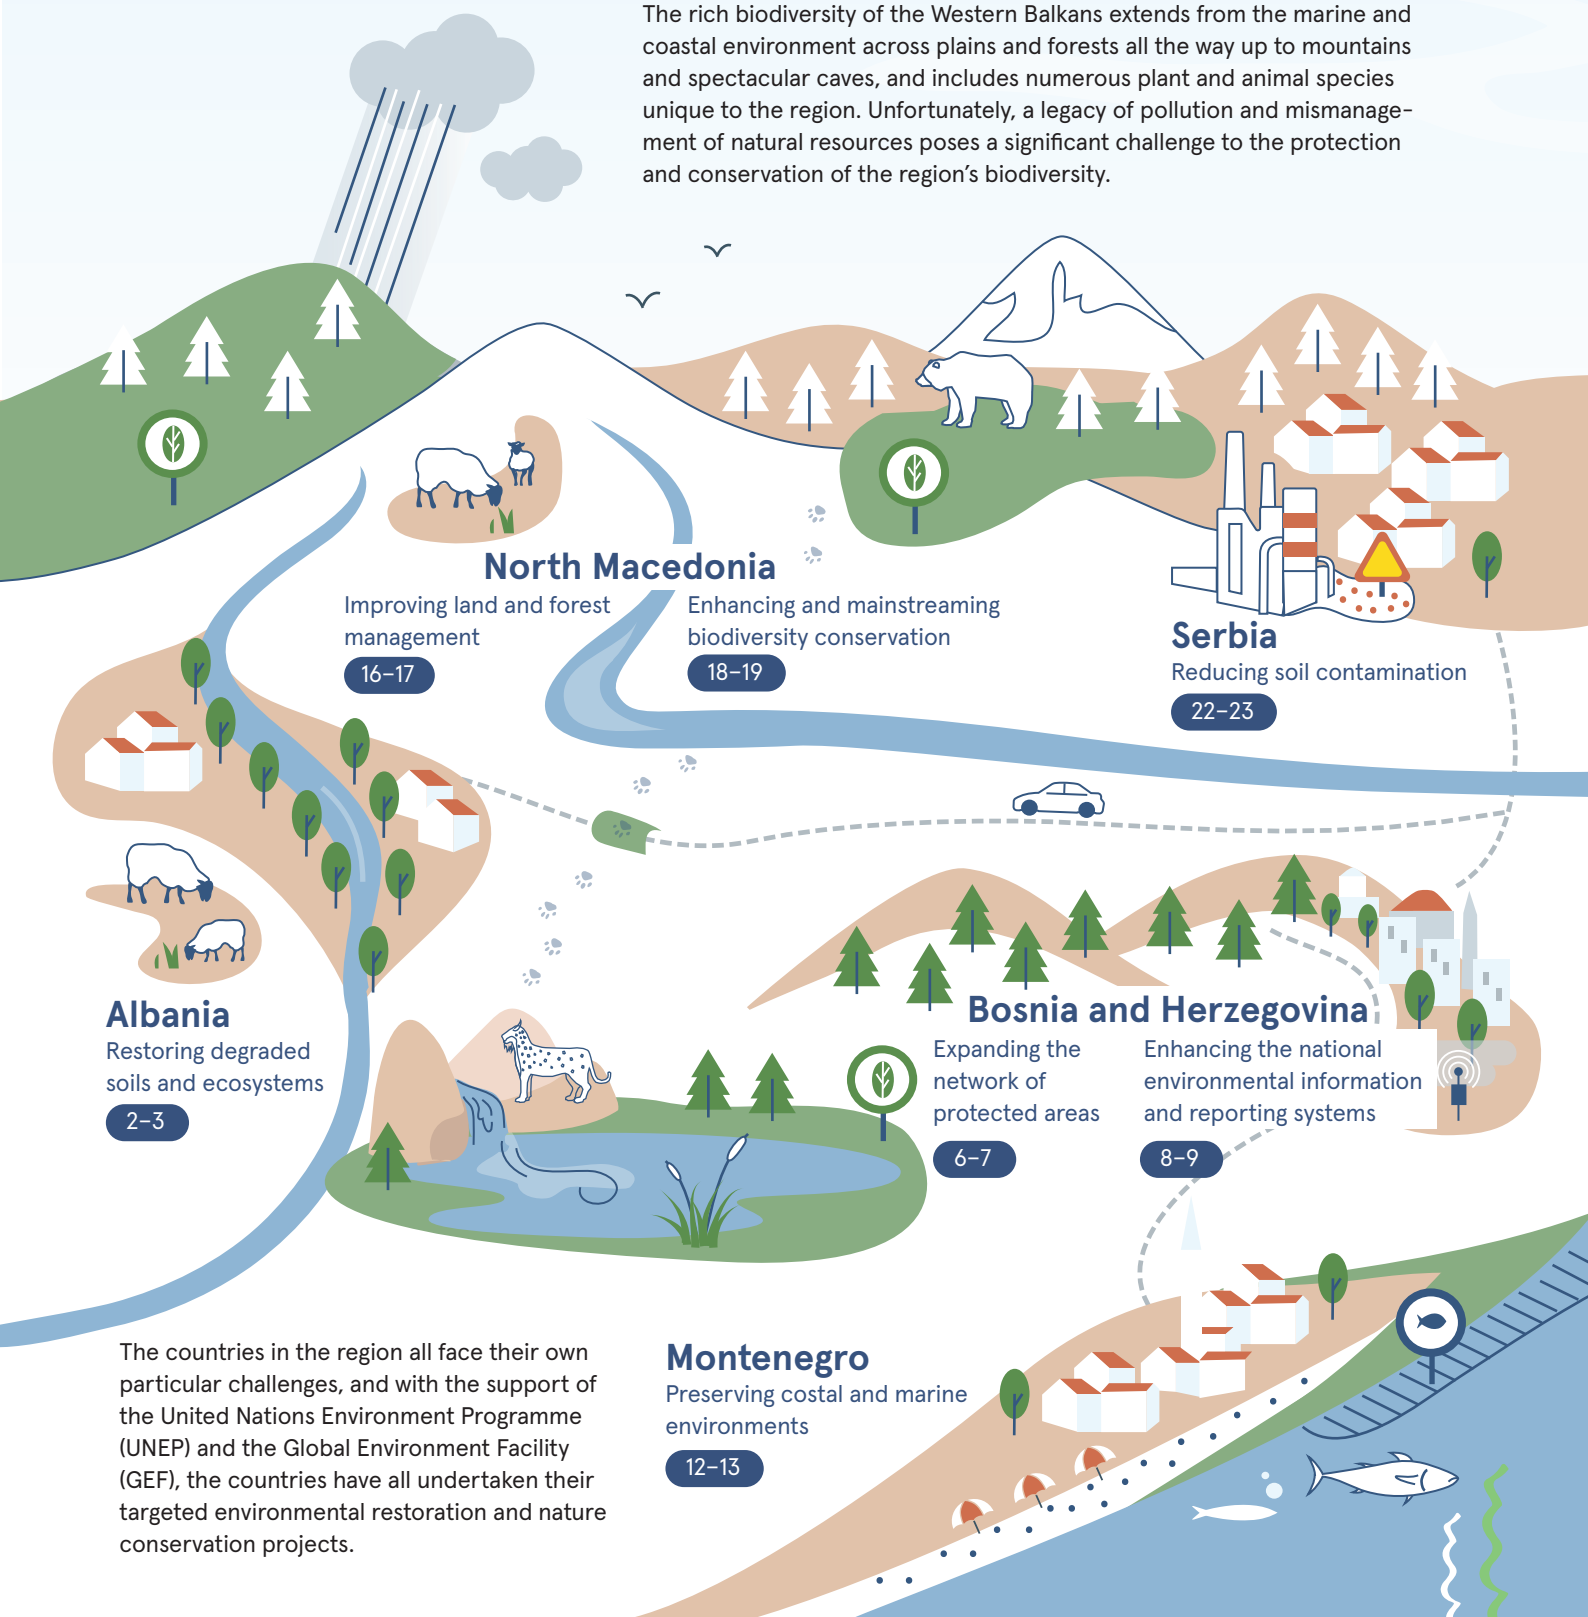 The rich biodiversity of the Western Balkans extends from the marine and
coastal environment across plains and forests all the way up to mountains
and spectacular caves, and includes numerous plant and animal species
unique to the region. Unfortunately, a legacy of pollution and mismanage-
ment of natural resources poses a significant challenge to the protection
and conservation of the region's biodiversity.
North Macedonia
Improving land and forest
management
16–17
Enhancing and mainstreaming
biodiversity conservation
18–19
Serbia
Reducing soil contamination
22–23
Albania
Restoring degraded
soils and ecosystems
2–3
Bosnia and Herzegovina
Expanding the
network of
protected areas
6–7
Enhancing the national
environmental information
and reporting systems
8–9
The countries in the region all face their own
particular challenges, and with the support of
the United Nations Environment Programme
(UNEP) and the Global Environment Facility
(GEF), the countries have all undertaken their
targeted environmental restoration and nature
conservation projects.
Montenegro
Preserving costal and marine
environments
12–13